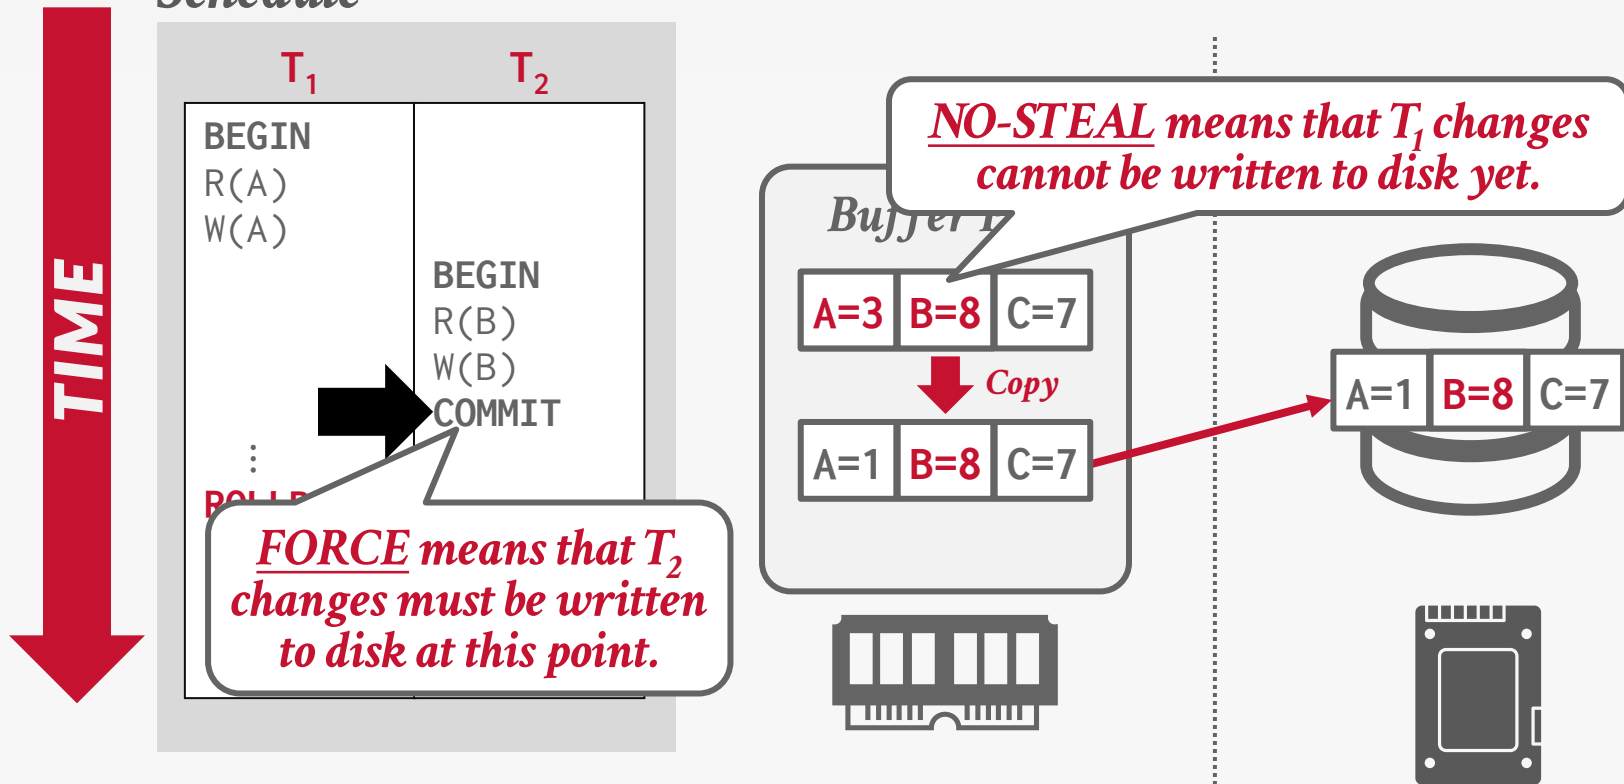 Schedule
TIME
T1
T2
BEGIN
R(A)
W(A)
BEGIN
R(B)
W(B)
COMMIT
⋮
FORCE means that T2
changes must be written
to disk at this point.
NO-STEAL means that T1 changes
cannot be written to disk yet.
Buffer
A=3 B=8 C=7
Copy
A=1 B=8 C=7
A=1 B=8 C=7